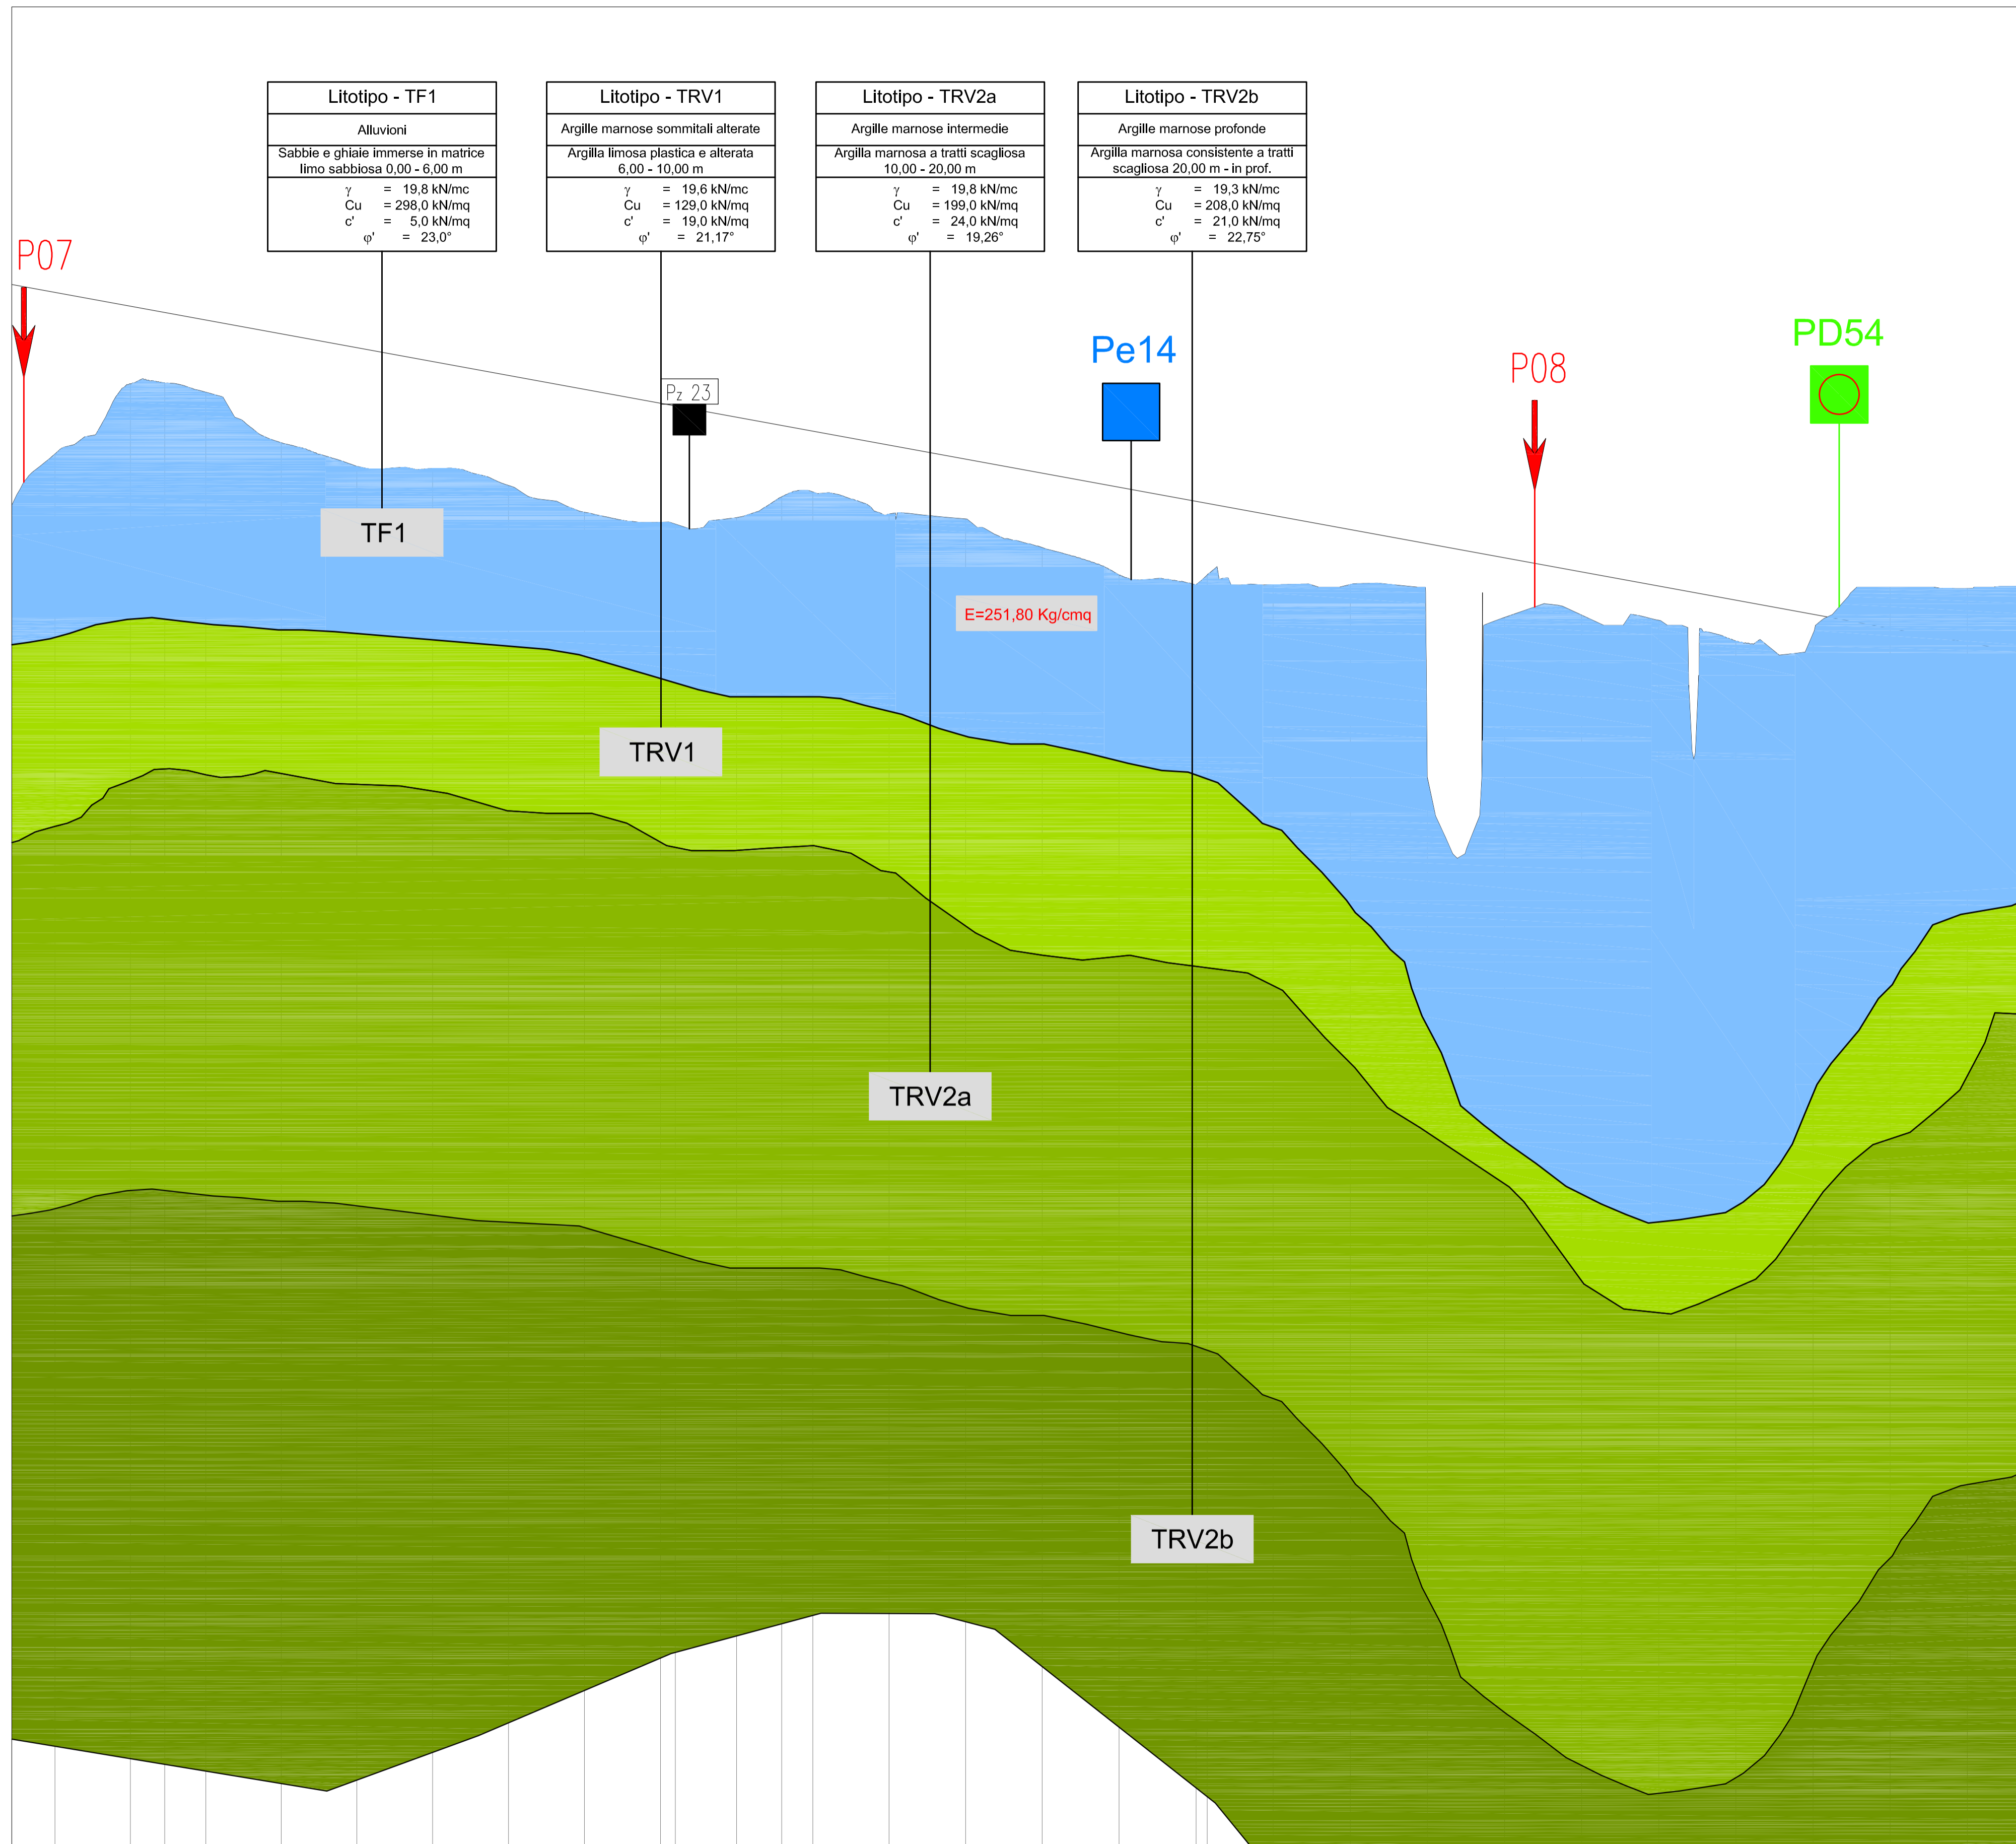 Litotipo - TF1
Alluvioni
Sabbie e ghiaie immerse in matrice
limo sabbiosa 0,00 - 6,00 m
γ = 19,8 kN/mc
Cu = 298,0 kN/mq
c' = 5,0 kN/mq
φ' = 23,0°
Litotipo - TRV1
Argille marnose sommitali alterate
Argilla limosa plastica e alterata
6,00 - 10,00 m
γ = 19,6 kN/mc
Cu = 129,0 kN/mq
c' = 19,0 kN/mq
φ' = 21,17°
Litotipo - TRV2a
Argille marnose intermedie
Argilla marnosa a tratti scagliosa
10,00 - 20,00 m
γ = 19,8 kN/mc
Cu = 199,0 kN/mq
c' = 24,0 kN/mq
φ' = 19,26°
Litotipo - TRV2b
Argille marnose profonde
Argilla marnosa consistente a tratti
scagliosa 20,00 m - in prof.
γ = 19,3 kN/mc
Cu = 208,0 kN/mq
c' = 21,0 kN/mq
φ' = 22,75°
P07
Pz 23
Pe14
P08
PD54
TF1
E=251,80 Kg/cmq
TRV1
TRV2a
TRV2b